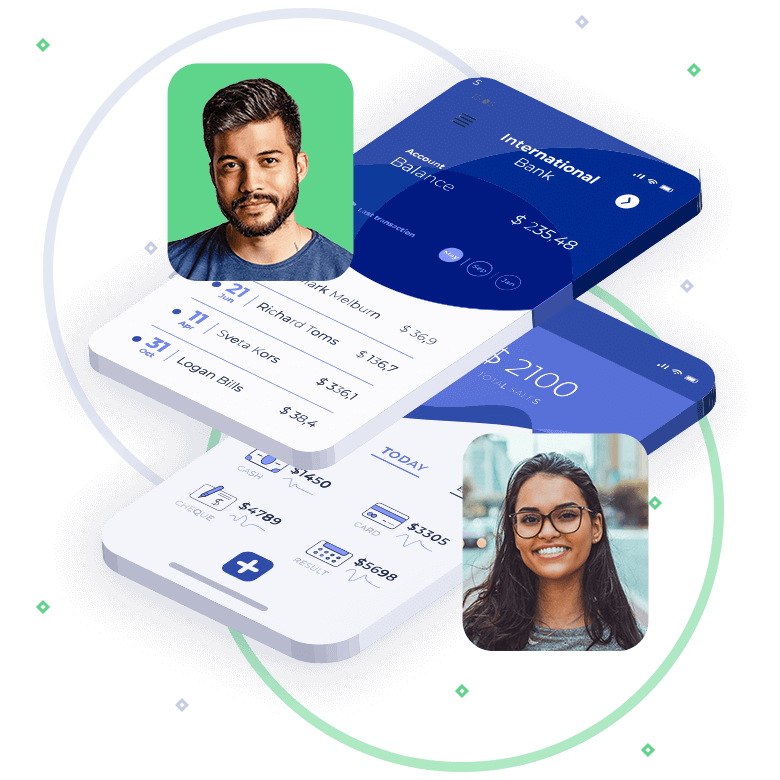 International
Bank
Account
Balance
$ 235,48
Last transaction
May
Sep
Jan
21
Jun
Mark Melburn
$ 36,9
11
Apr
Richard Toms
$ 136,7
31
Oct
Sveta Kors
$ 336,1
Logan Bills
$ 38,4
$ 2100
TOTAL SALES
TODAY
CASH
$1450
CHEQUE
$4789
CARD
$3305
RESULT
$5698